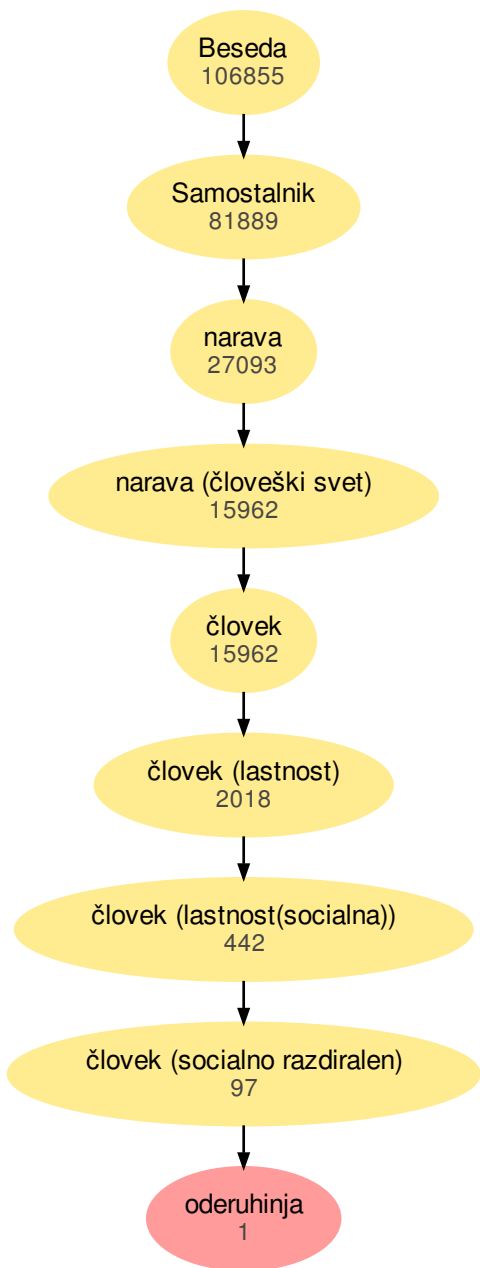 Beseda
106855
Samostalnik
81889
narava
27093
narava (človeški svet)
15962
človek
15962
človek (lastnost)
2018
človek (lastnost(socialna))
442
človek (socialno razdiralen)
97
oderuhinja
1